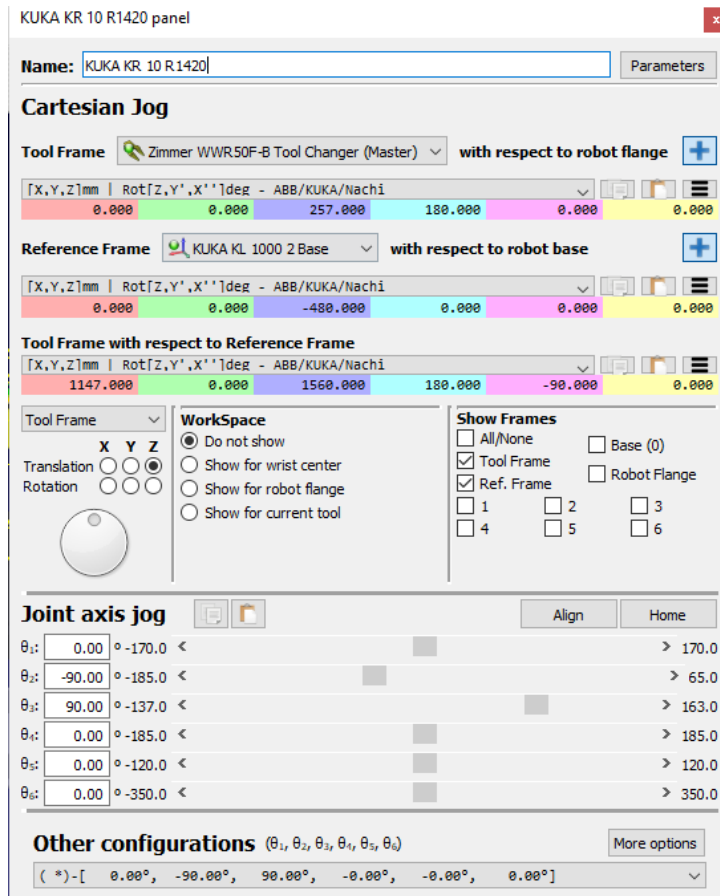 KUKA KR 10 R1420 panel
x
Name: KUKA KR 10 R1420 Parameters
Cartesian Jog
Tool Frame Zimmer WWR50F-B Tool Changer (Master) with respect to robot flange +
[X,Y,Z]mm | Rot[Z,Y',X'']deg - ABB/KUKA/Nachi
0.000 0.000 257.000 180.000 0.000 0.000
Reference Frame KUKA KL 1000 2 Base with respect to robot base +
[X,Y,Z]mm | Rot[Z,Y',X'']deg - ABB/KUKA/Nachi
0.000 0.000 -480.000 0.000 0.000 0.000
Tool Frame with respect to Reference Frame
[X,Y,Z]mm | Rot[Z,Y',X'']deg - ABB/KUKA/Nachi
1147.000 0.000 1560.000 180.000 -90.000 0.000
Tool Frame
X Y Z
Translation
Rotation
WorkSpace
Do not show
Show for wrist center
Show for robot flange
Show for current tool
Show Frames
All/None Base (0)
Tool Frame
Ref. Frame Robot Flange
1 2 3
4 5 6
Joint axis jog Align Home
θ₁: 0.00 º -170.0 < > 170.0
θ₂: -90.00 º -185.0 < > 65.0
θ₃: 90.00 º -137.0 < > 163.0
θ₄: 0.00 º -185.0 < > 185.0
θ₅: 0.00 º -120.0 < > 120.0
θ₆: 0.00 º -350.0 < > 350.0
Other configurations (θ₁, θ₂, θ₃, θ₄, θ₅, θ₆) More options
( *)-[ 0.00°, -90.00°, 90.00°, -0.00°, -0.00°, 0.00°]